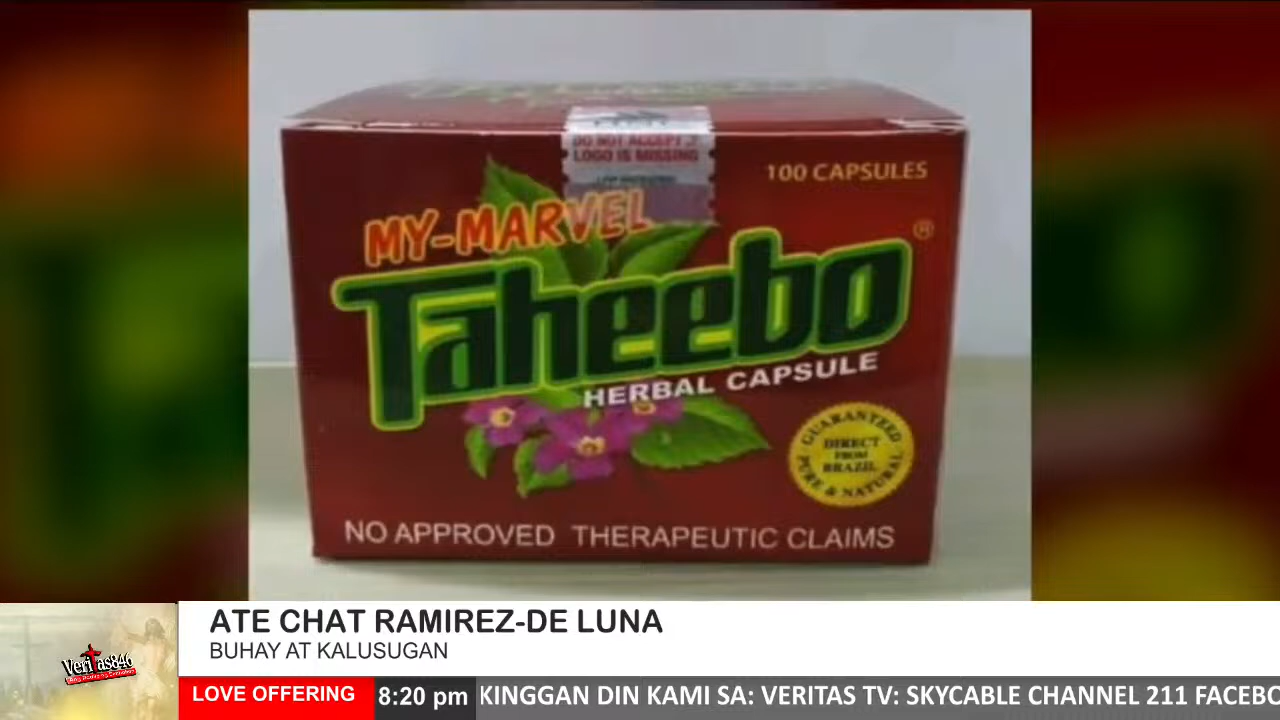 DO NOT ACCEPT IF
LOGO IS MISSING
100 CAPSULES
MY-MARVEL
Taheebo ®
HERBAL CAPSULE
GUARANTEED
DIRECT
FROM
BRAZIL
PURE & NATURAL
NO APPROVED THERAPEUTIC CLAIMS
ATE CHAT RAMIREZ-DE LUNA
BUHAY AT KALUSUGAN
Veritas846
LOVE OFFERING
8:20 pm
KINGGAN DIN KAMI SA: VERITAS TV: SKYCABLE CHANNEL 211 FACEBO